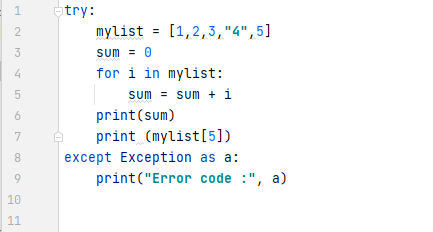 1 try:
2     mylist = [1,2,3,"4",5]
3     sum = 0
4     for i in mylist:
5         sum = sum + i
6     print(sum)
7     print (mylist[5])
8 except Exception as a:
9     print("Error code :", a)
10
11